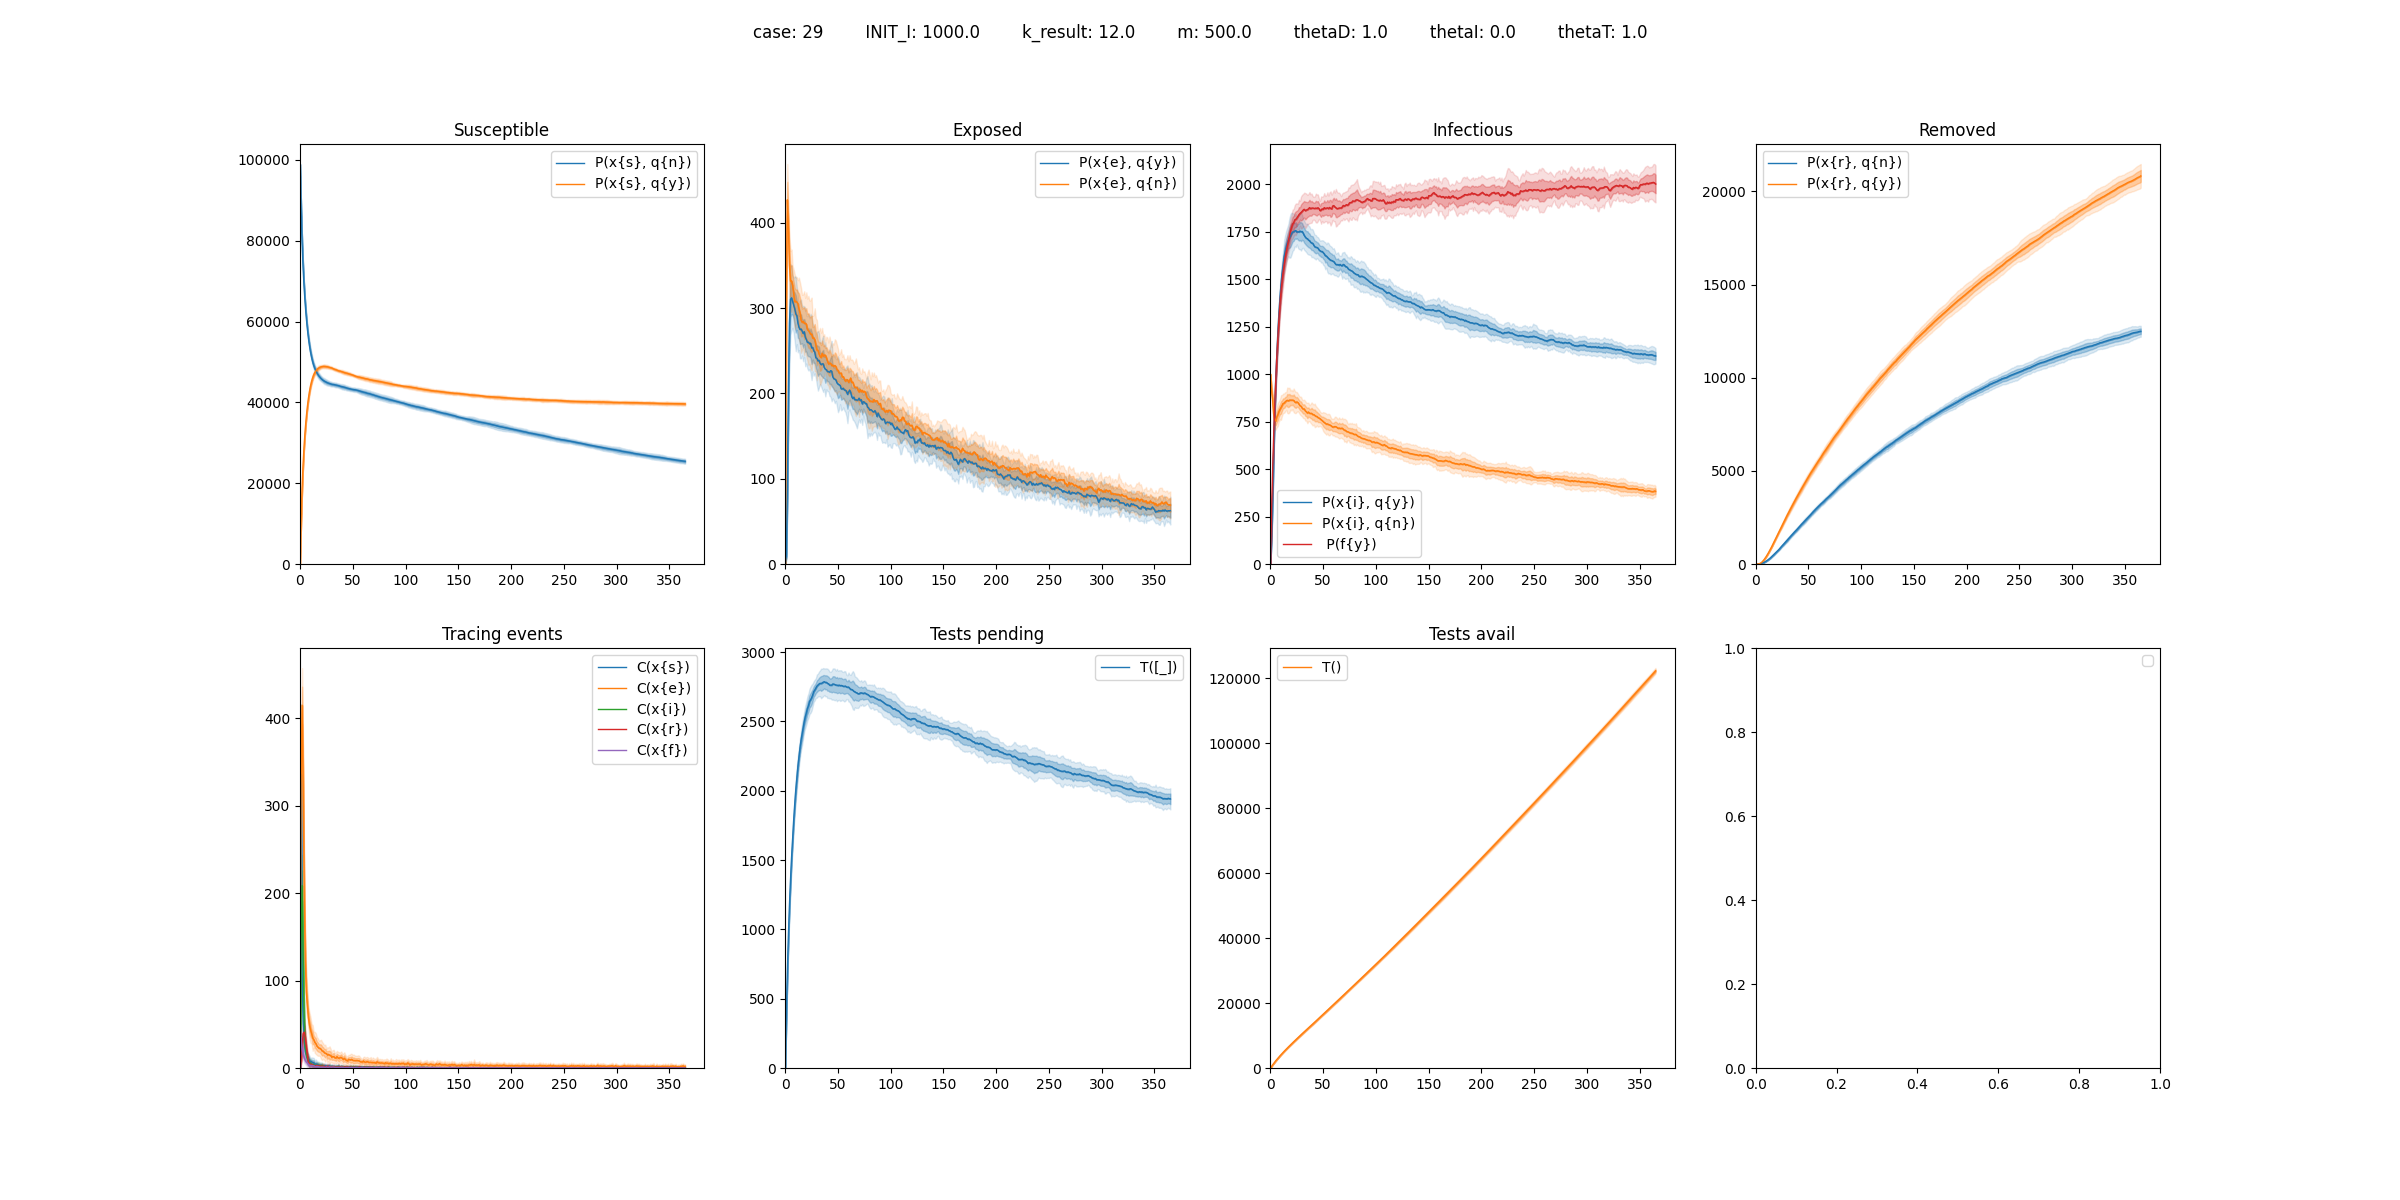 case: 29 INIT_I: 1000.0 k_result: 12.0 m: 500.0 thetaD: 1.0 thetaI: 0.0 thetaT: 1.0
Susceptible
100000
80000
60000
40000
20000
0
0 50 100 150 200 250 300 350
P(x{s}, q{n})
P(x{s}, q{y})
Exposed
400
300
200
100
0
0 50 100 150 200 250 300 350
P(x{e}, q{y})
P(x{e}, q{n})
Infectious
2000
1750
1500
1250
1000
750
500
250
0
0 50 100 150 200 250 300 350
P(x{i}, q{y})
P(x{i}, q{n})
P(f{y})
Removed
20000
15000
10000
5000
0
0 50 100 150 200 250 300 350
P(x{r}, q{n})
P(x{r}, q{y})
Tracing events
400
300
200
100
0
0 50 100 150 200 250 300 350
C(x{s})
C(x{e})
C(x{i})
C(x{r})
C(x{f})
Tests pending
3000
2500
2000
1500
1000
500
0
0 50 100 150 200 250 300 350
T([_])
Tests avail
120000
100000
80000
60000
40000
20000
0
0 50 100 150 200 250 300 350
T()
1.0
0.8
0.6
0.4
0.2
0.0
0.0 0.2 0.4 0.6 0.8 1.0